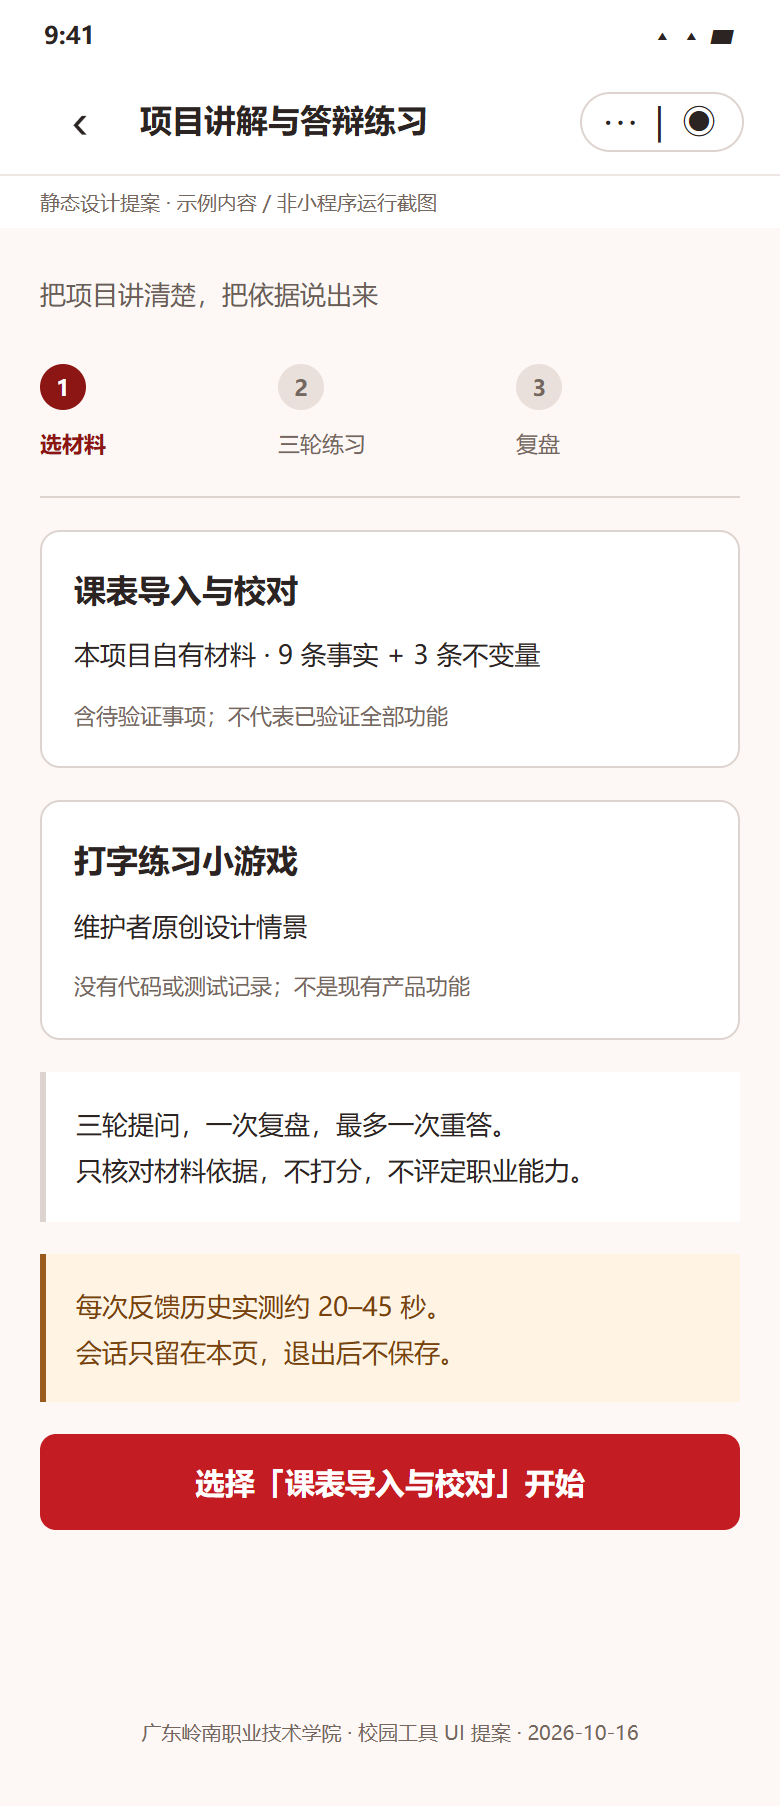 9:41
项目讲解与答辩练习
静态设计提案 · 示例内容 / 非小程序运行截图
把项目讲清楚，把依据说出来
1
2
3
选材料
三轮练习
复盘
课表导入与校对
本项目自有材料 · 9 条事实 + 3 条不变量
含待验证事项；不代表已验证全部功能
打字练习小游戏
维护者原创设计情景
没有代码或测试记录；不是现有产品功能
三轮提问，一次复盘，最多一次重答。
只核对材料依据，不打分，不评定职业能力。
每次反馈历史实测约 20–45 秒。
会话只留在本页，退出后不保存。
选择「课表导入与校对」开始
广东岭南职业技术学院 · 校园工具 UI 提案 · 2026-10-16